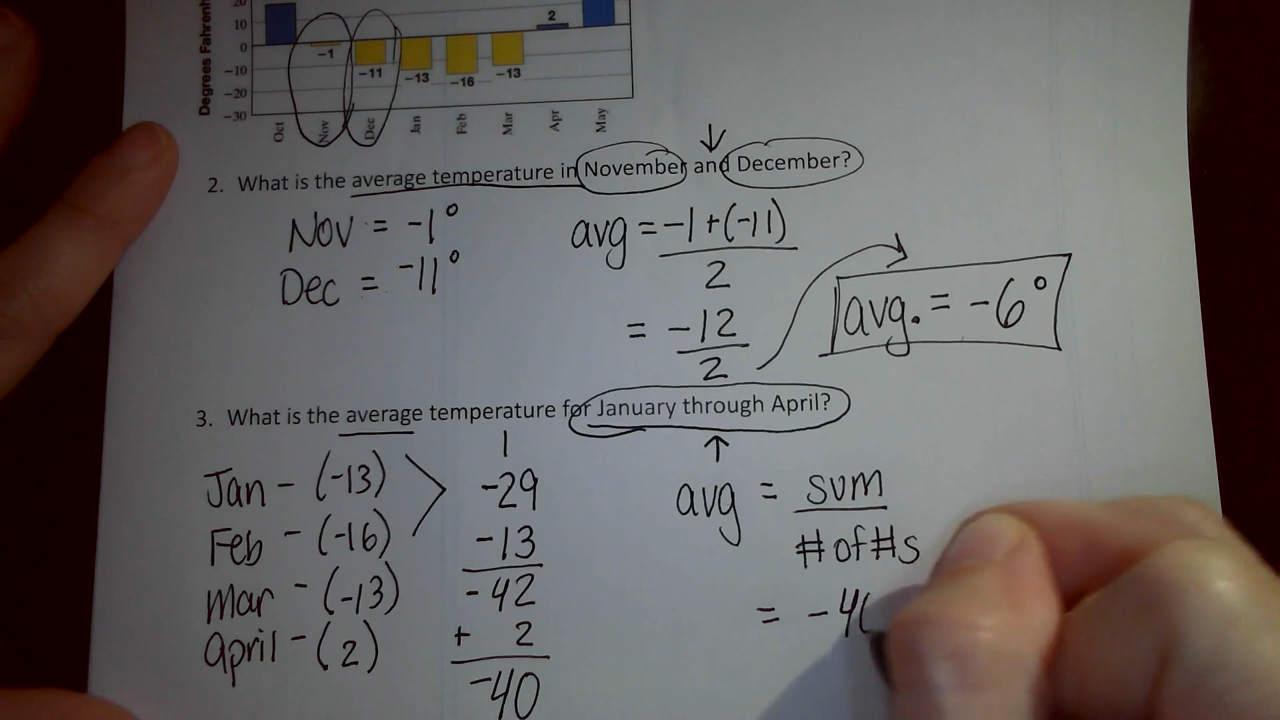 20
10
0
-10
-20
-30
Degrees
-1
-11
-13
-16
-13
2
Oct
Nov
Dec
Jan
Feb
Mar
Apr
May
2. What is the average temperature in November and December?
Nov = -1°
Dec = -11°
avg = -1+(-11)
2
= -12
2
avg. = -6°
3. What is the average temperature for January through April?
Jan - (-13)
Feb - (-16)
Mar - (-13)
April - (2)
1
-29
-13
-42
+ 2
-40
avg = sum
# of #s
= -40